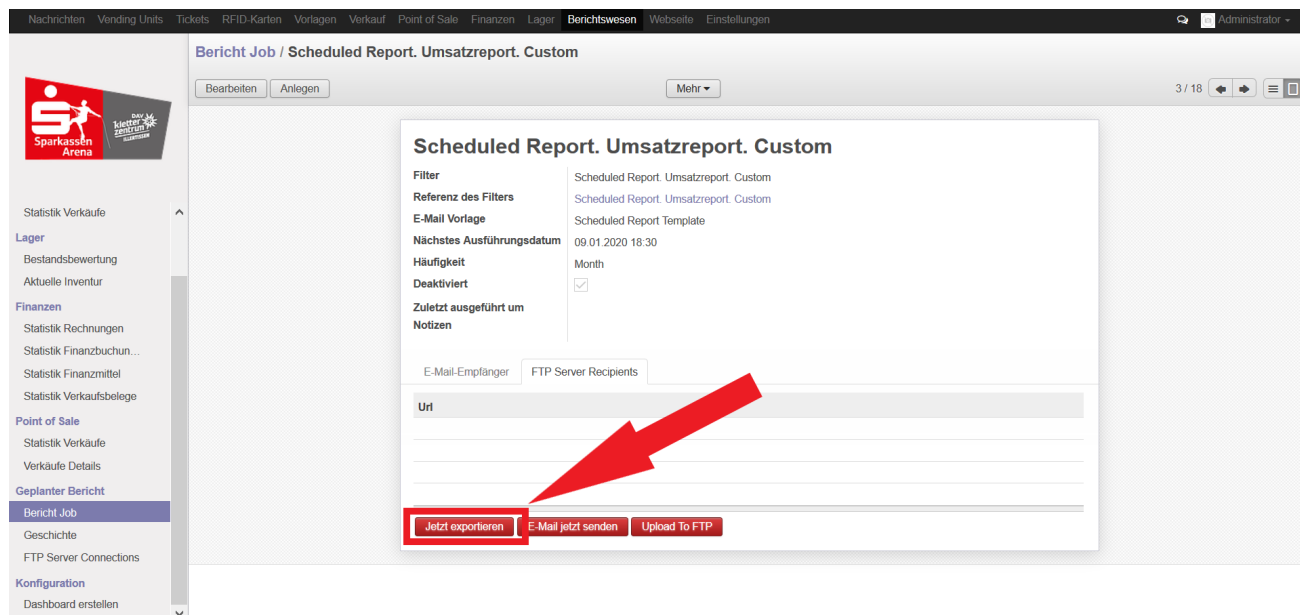 Nachrichten Vending Units Tickets RFID-Karten Vorlagen Verkauf Point of Sale Finanzen Lager Berichtswesen Webseite Einstellungen Administrator
Bericht Job / Scheduled Report. Umsatzreport. Custom
Bearbeiten Anlegen Mehr 3 / 18
DAV
kletter
zentrum
ILLERTISSEN
Sparkassen
Arena
Scheduled Report. Umsatzreport. Custom
Filter Scheduled Report. Umsatzreport. Custom
Referenz des Filters Scheduled Report. Umsatzreport. Custom
E-Mail Vorlage Scheduled Report Template
Nächstes Ausführungsdatum 09.01.2020 18:30
Häufigkeit Month
Deaktiviert
Zuletzt ausgeführt um
Notizen
E-Mail-Empfänger FTP Server Recipients
Url
Jetzt exportieren E-Mail jetzt senden Upload To FTP
Statistik Verkäufe
Lager
Bestandsbewertung
Aktuelle Inventur
Finanzen
Statistik Rechnungen
Statistik Finanzbuchun...
Statistik Finanzmittel
Statistik Verkaufsbelege
Point of Sale
Statistik Verkäufe
Verkäufe Details
Geplanter Bericht
Bericht Job
Geschichte
FTP Server Connections
Konfiguration
Dashboard erstellen